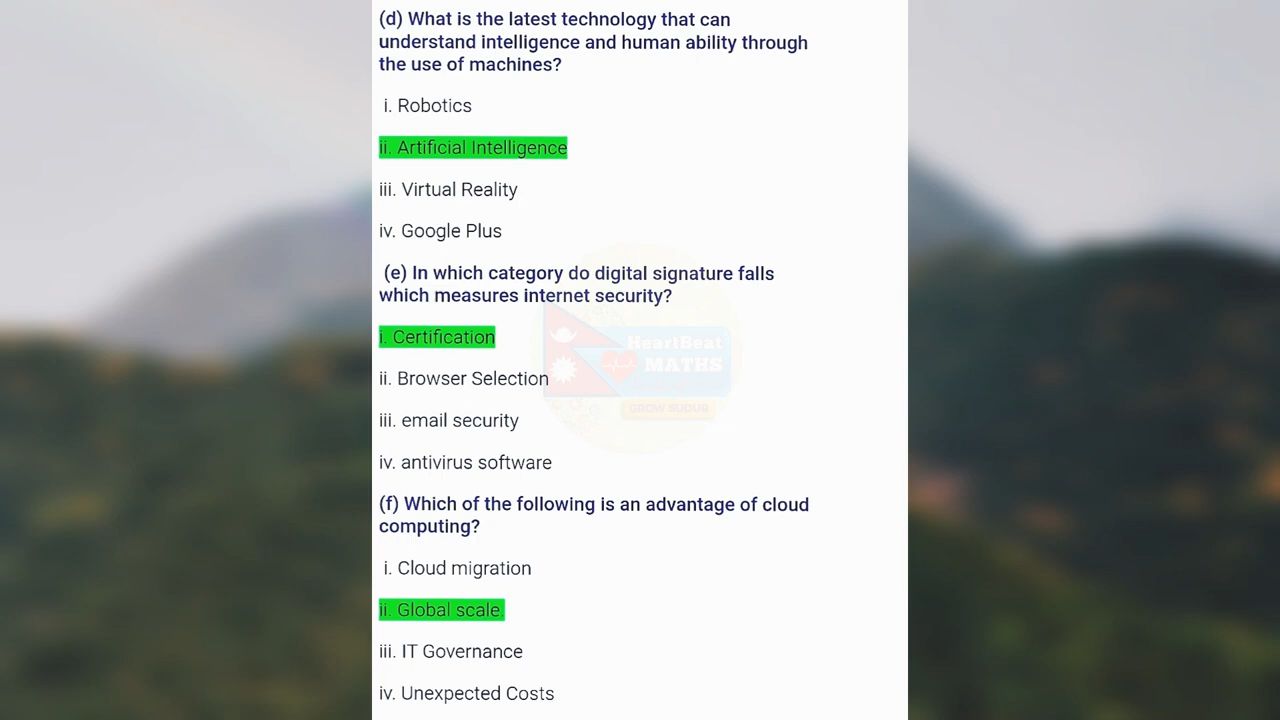 (d) What is the latest technology that can
understand intelligence and human ability through
the use of machines?
i. Robotics
ii. Artificial Intelligence
iii. Virtual Reality
iv. Google Plus
(e) In which category do digital signature falls
which measures internet security?
i. Certification
ii. Browser Selection
iii. email security
iv. antivirus software
HeartBeat
MATHS
GROW SUDUR
(f) Which of the following is an advantage of cloud
computing?
i. Cloud migration
ii. Global scale
iii. IT Governance
iv. Unexpected Costs